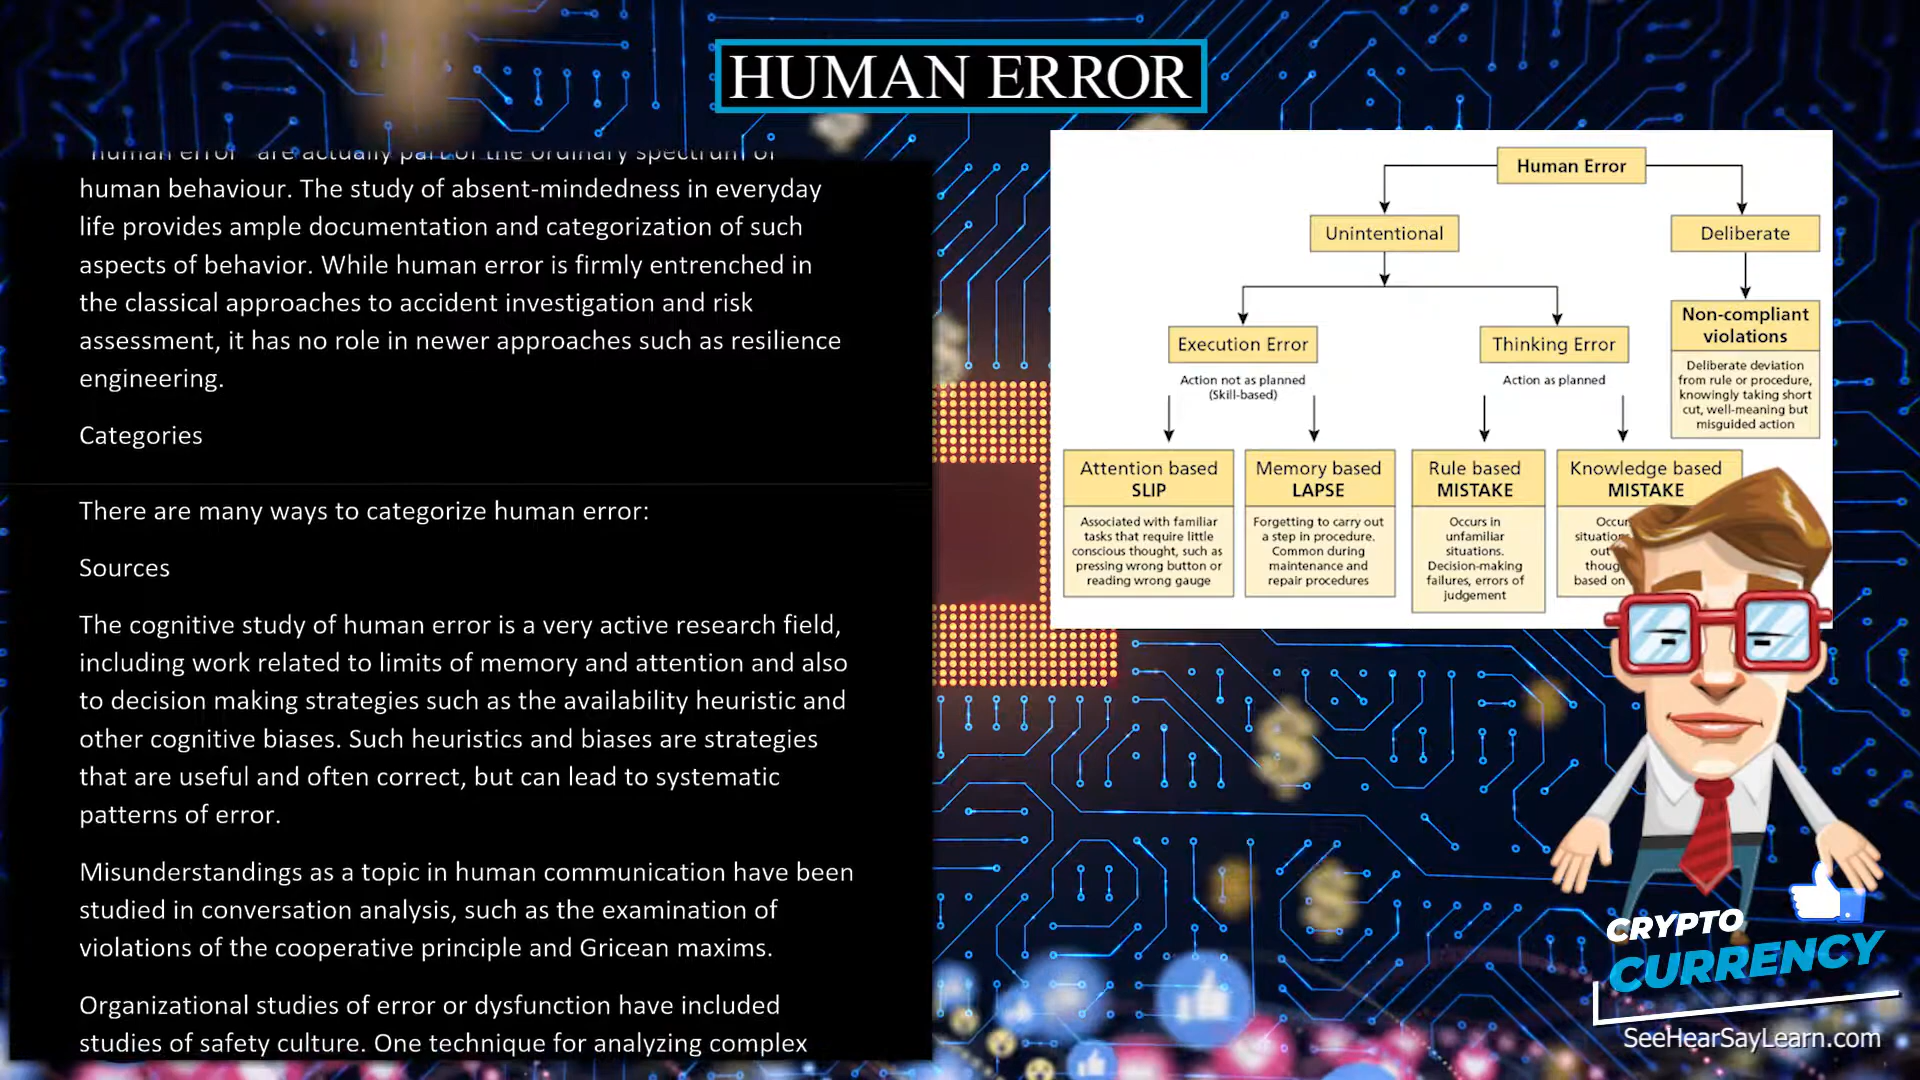 HUMAN ERROR
"human error" are actually part of the ordinary spectrum of
human behaviour. The study of absent-mindedness in everyday
life provides ample documentation and categorization of such
aspects of behavior. While human error is firmly entrenched in
the classical approaches to accident investigation and risk
assessment, it has no role in newer approaches such as resilience
engineering.
Categories
There are many ways to categorize human error:
Sources
The cognitive study of human error is a very active research field,
including work related to limits of memory and attention and also
to decision making strategies such as the availability heuristic and
other cognitive biases. Such heuristics and biases are strategies
that are useful and often correct, but can lead to systematic
patterns of error.
Misunderstandings as a topic in human communication have been
studied in conversation analysis, such as the examination of
violations of the cooperative principle and Gricean maxims.
Organizational studies of error or dysfunction have included
studies of safety culture. One technique for analyzing complex
Human Error
Unintentional
Deliberate
Non-compliant
violations
Deliberate deviation
from rule or procedure,
knowingly taking short
cut, well-meaning but
misguided action
Execution Error
Action not as planned
(Skill-based)
Thinking Error
Action as planned
Attention based
SLIP
Associated with familiar
tasks that require little
conscious thought, such as
pressing wrong button or
reading wrong gauge
Memory based
LAPSE
Forgetting to carry out
a step in procedure.
Common during
maintenance and
repair procedures
Rule based
MISTAKE
Occurs in
unfamiliar
situations.
Decision-making
failures, errors of
judgement
Knowledge based
MISTAKE
out
based on
CRYPTO
CURRENCY
SeeHearSayLearn.com